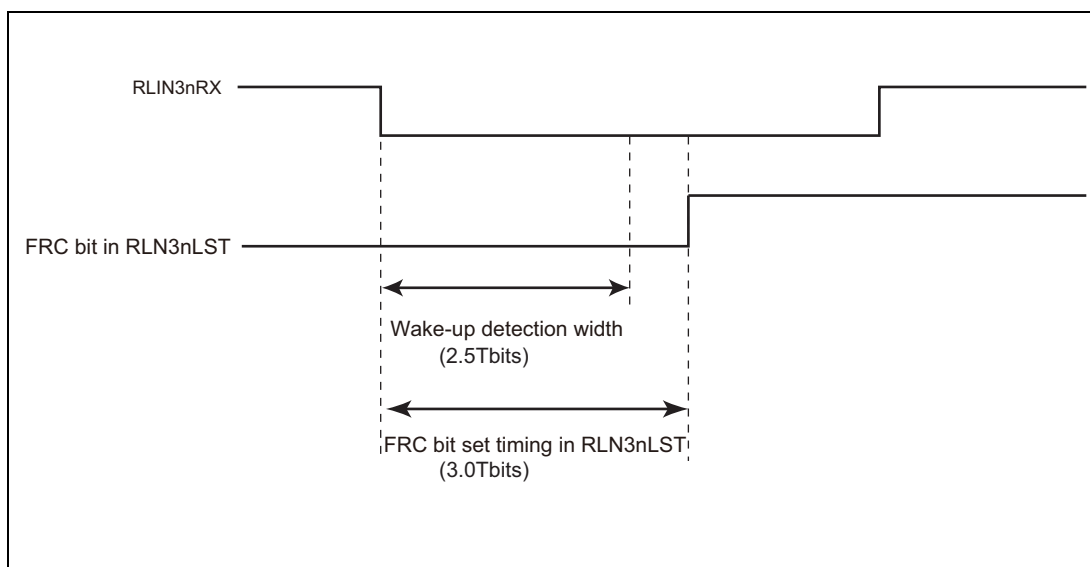 RLIN3nRX
FRC bit in RLN3nLST
Wake-up detection width
(2.5Tbits)
FRC bit set timing in RLN3nLST
(3.0Tbits)